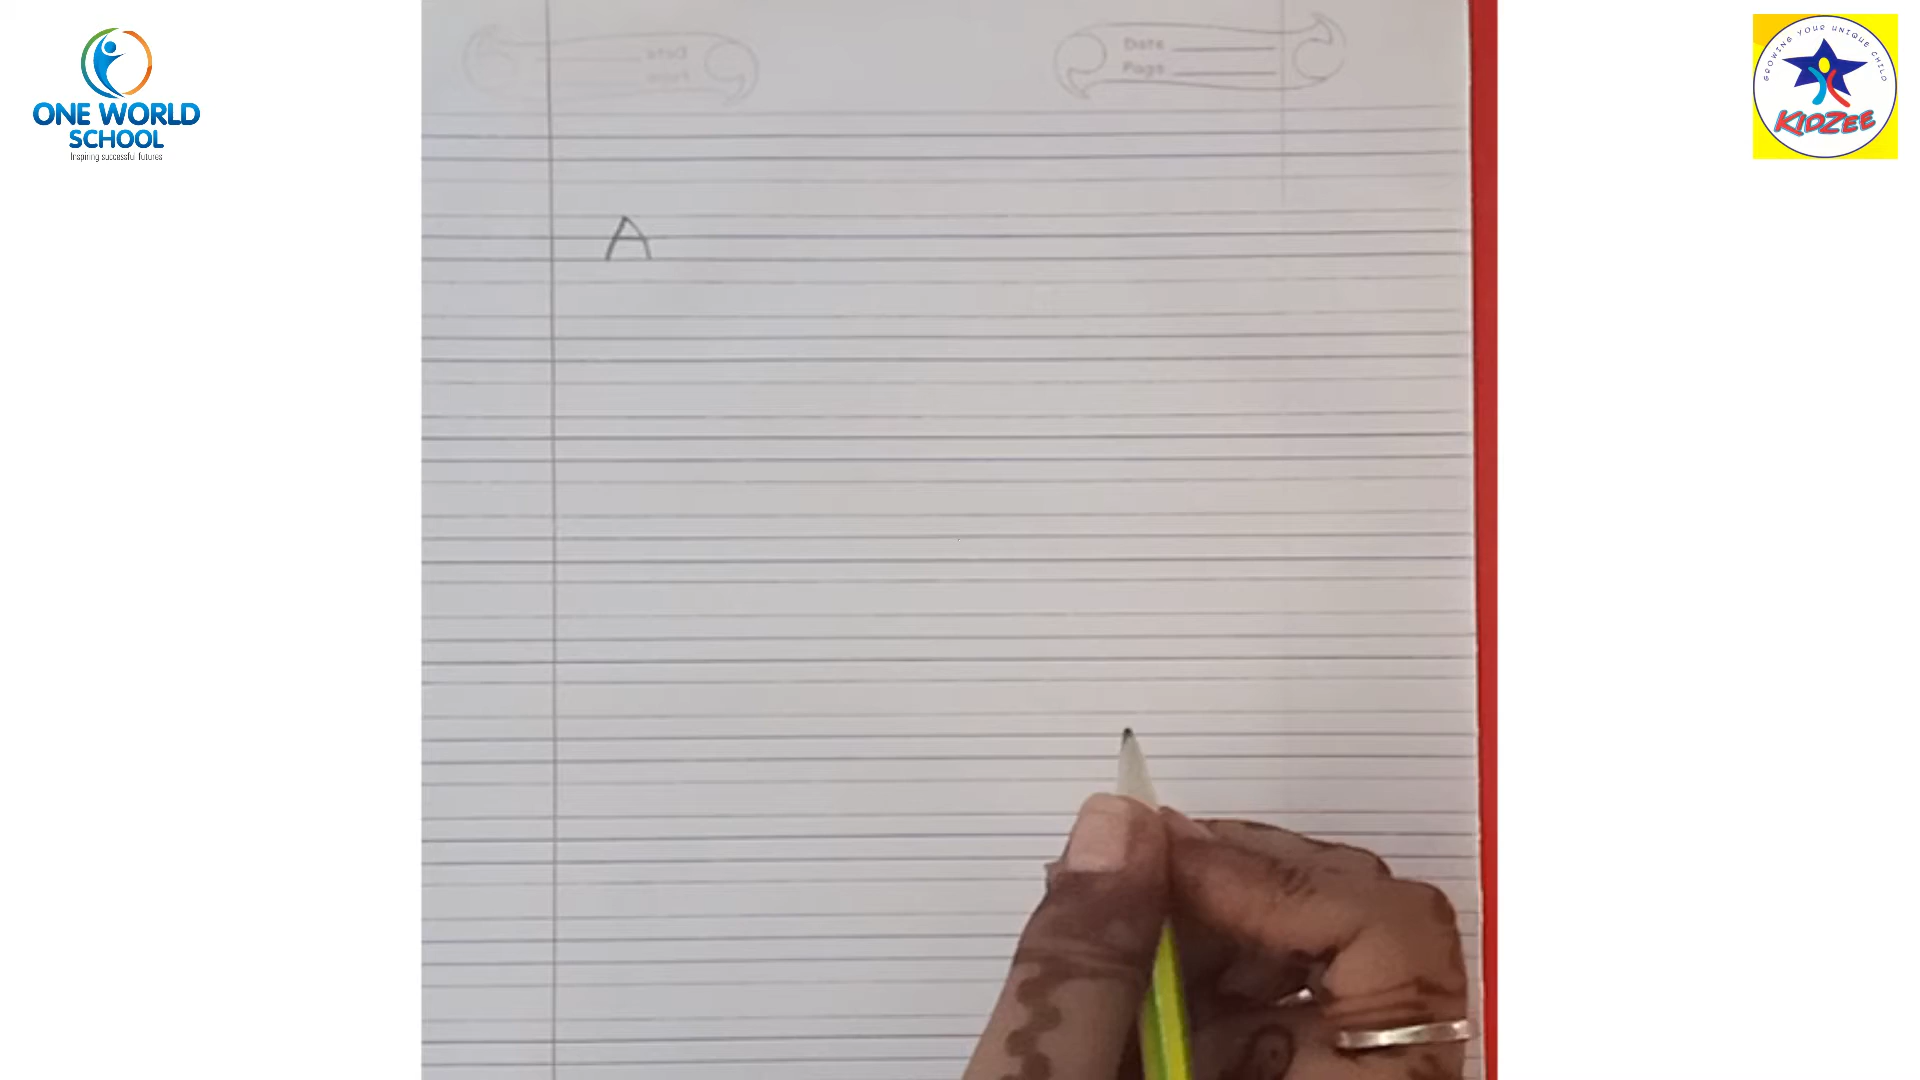 ONE WORLD
SCHOOL
Inspiring successful futures
Date
Page
GROWING YOUR UNIQUE CHILD
KIDZEE
A